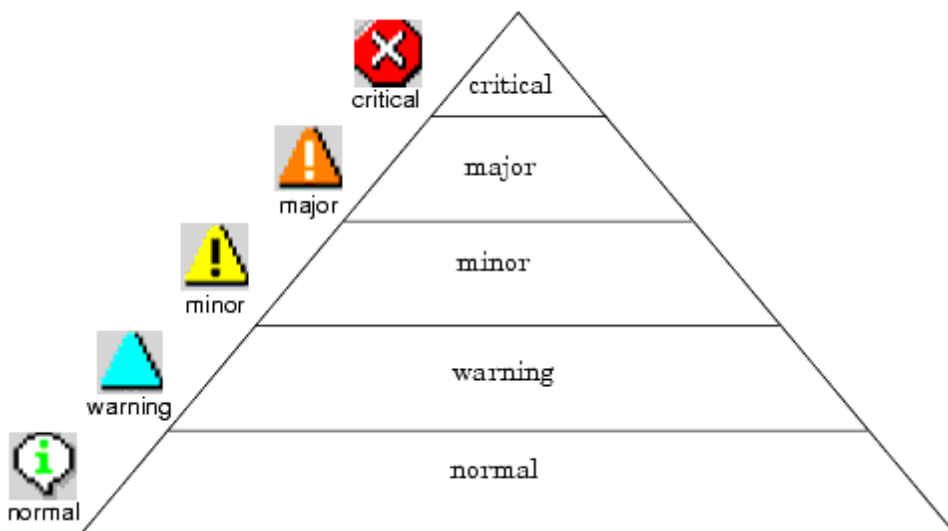 critical
critical
major
major
minor
minor
warning
warning
normal
normal